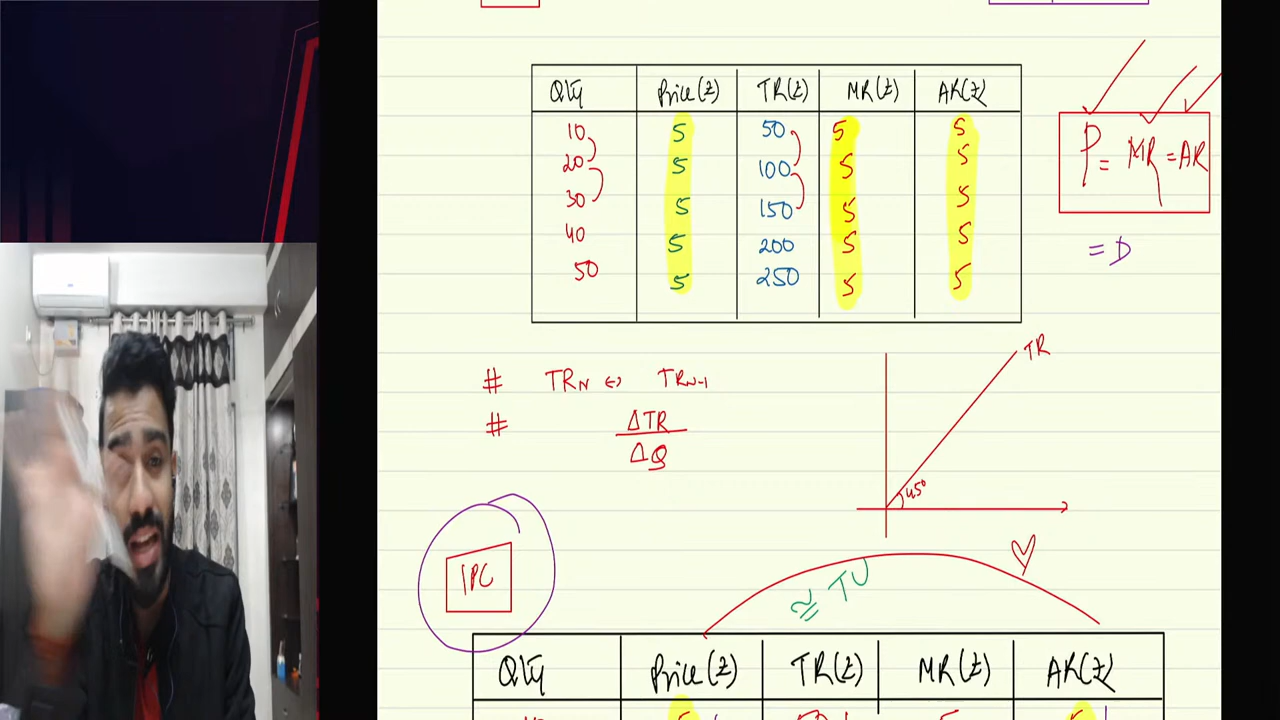 Qty Price(₹) TR(₹) MR(₹) AR(₹)
10 5 50 5 5
20 5 100 5 5
30 5 150 5 5
40 5 200 5 5
50 5 250 5 5
P = MR = AR
= D
# TRN ⇔ TRN-1
# ΔTR
ΔQ
TR
45°
IPC
≅ TU
Qty Price(₹) TR(₹) MR(₹) AR(₹)